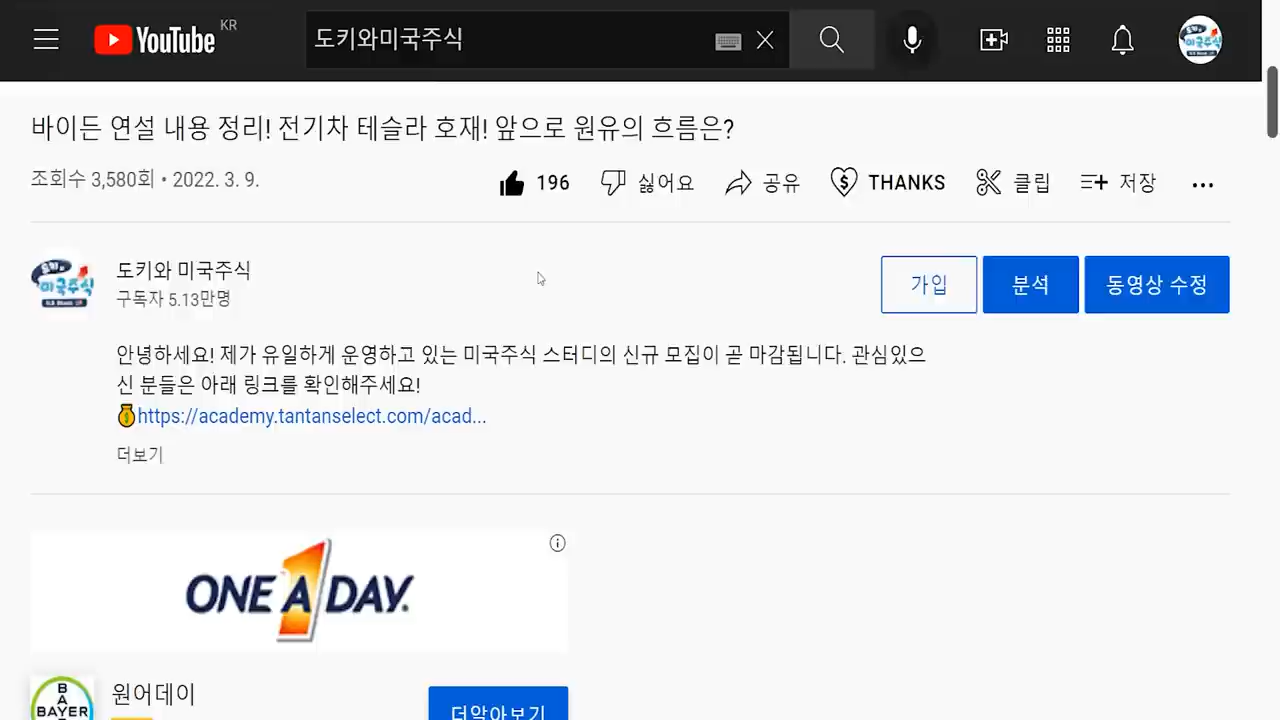 YouTube KR
도키와미국주식
바이든 연설 내용 정리! 전기차 테슬라 호재! 앞으로 원유의 흐름은?
조회수 3,580회 • 2022. 3. 9.
196 싫어요 공유 THANKS 클립 저장
도키와 미국주식
구독자 5.13만명
가입 분석 동영상 수정
안녕하세요! 제가 유일하게 운영하고 있는 미국주식 스터디의 신규 모집이 곧 마감됩니다. 관심있으
신 분들은 아래 링크를 확인해주세요!
https://academy.tantanselect.com/acad...
더보기
ONE A DAY
1
BAYER
원어데이
더알아보기